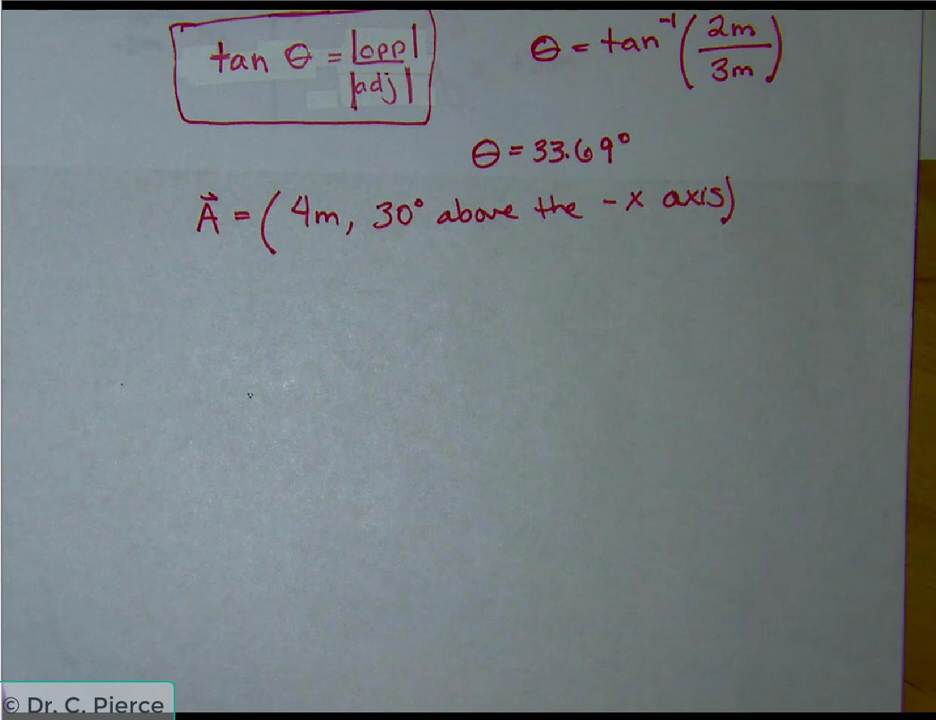 tan θ = |opp| / |adj|
θ = tan⁻¹ (2m / 3m)
θ = 33.69°
A⃗ = (4m, 30° above the -x axis)
© Dr. C. Pierce